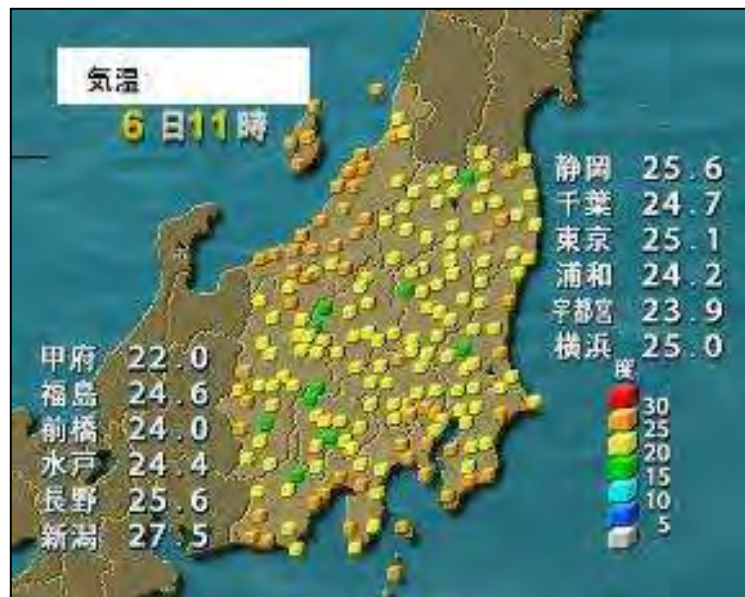 気温
6日11時
静岡 25.6
千葉 24.7
東京 25.1
浦和 24.2
宇都宮 23.9
横浜 25.0
甲府 22.0
福島 24.6
前橋 24.0
水戸 24.4
長野 25.6
新潟 27.5
度
30
25
20
15
10
5